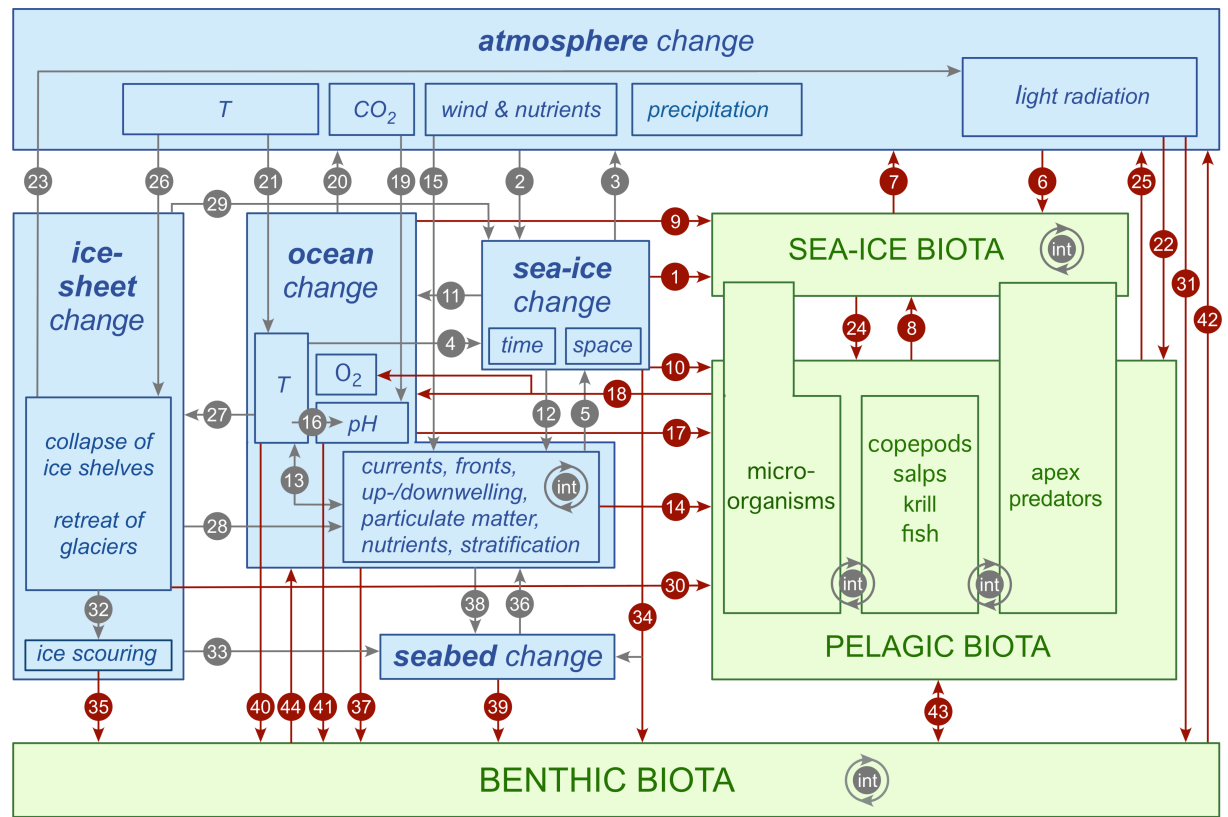 atmosphere change
T
CO2
wind & nutrients
precipitation
light radiation
23
26
21
20
19
15
2
3
7
6
25
29
9
22
ice-
sheet
change
ocean
change
sea-ice
change
SEA-ICE BIOTA
int
1
31
11
42
24
8
4
time
space
10
T
O2
18
27
16
pH
12
5
17
collapse of
ice shelves
retreat of
glaciers
13
currents, fronts,
up-/downwelling,
particulate matter,
nutrients, stratification
int
14
28
micro-
organisms
copepods
salps
krill
fish
apex
predators
int
int
30
32
38
36
34
ice scouring
33
seabed change
PELAGIC BIOTA
35
40
44
41
37
39
43
BENTHIC BIOTA
int